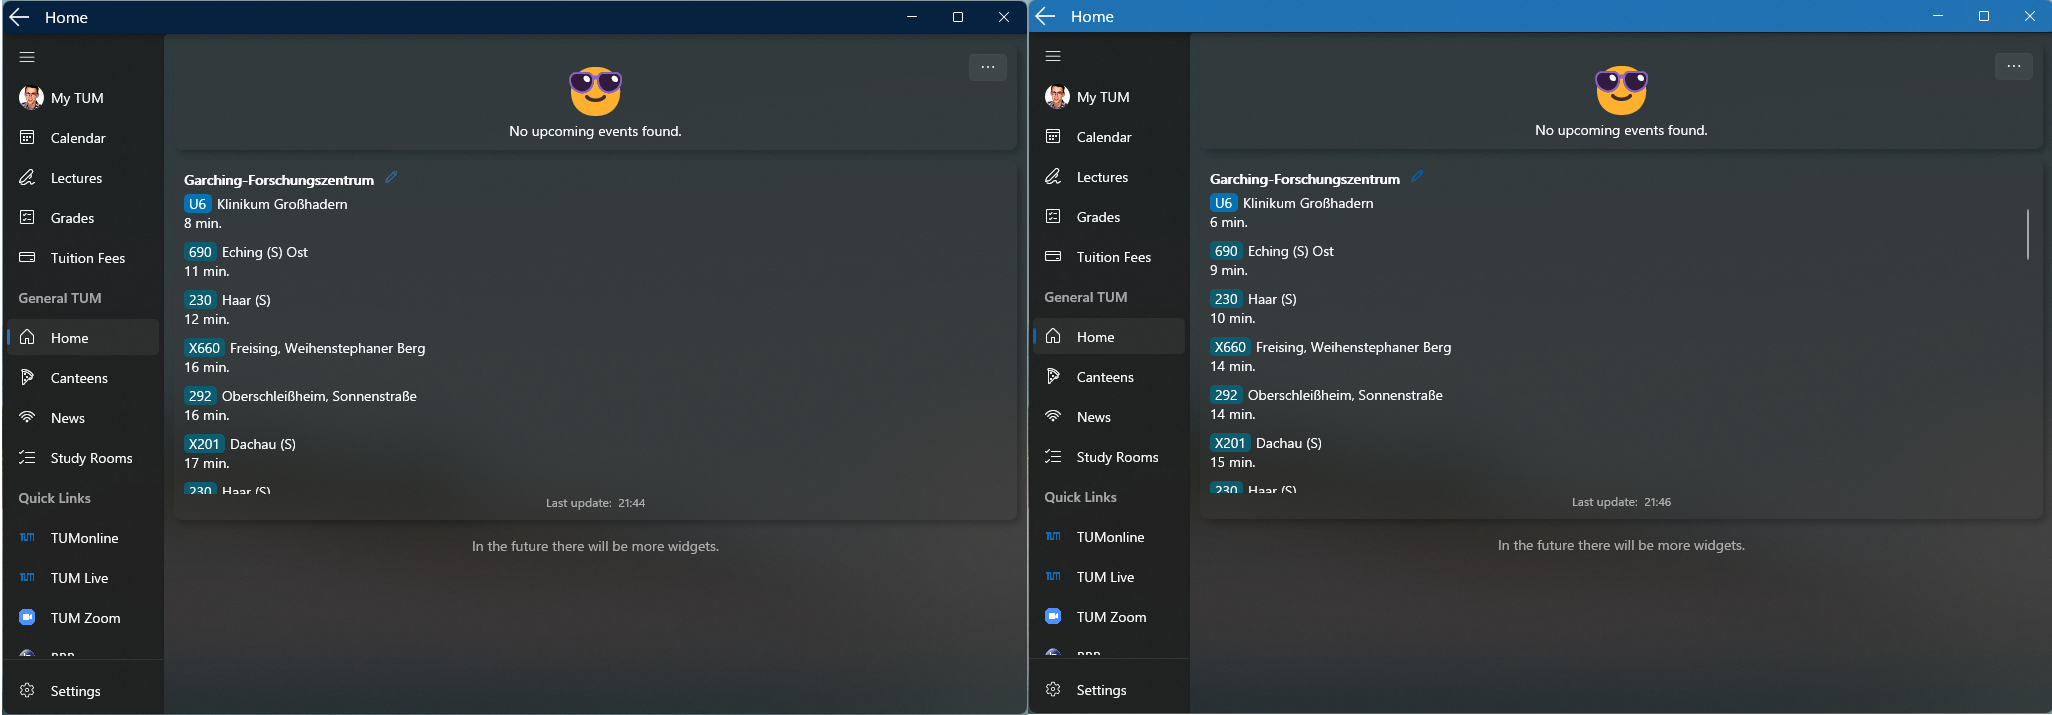 Home
My TUM
Calendar
Lectures
Grades
Tuition Fees
General TUM
Home
Canteens
News
Study Rooms
Quick Links
TUMonline
TUM Live
TUM Zoom
Settings
...
No upcoming events found.
Garching-Forschungszentrum
U6 Klinikum Großhadern
8 min.
690 Eching (S) Ost
11 min.
230 Haar (S)
12 min.
X660 Freising, Weihenstephaner Berg
16 min.
292 Oberschleißheim, Sonnenstraße
16 min.
X201 Dachau (S)
17 min.
230 Haar (S)
Last update: 21:44
In the future there will be more widgets.
Home
My TUM
Calendar
Lectures
Grades
Tuition Fees
General TUM
Home
Canteens
News
Study Rooms
Quick Links
TUMonline
TUM Live
TUM Zoom
Settings
...
No upcoming events found.
Garching-Forschungszentrum
U6 Klinikum Großhadern
6 min.
690 Eching (S) Ost
9 min.
230 Haar (S)
10 min.
X660 Freising, Weihenstephaner Berg
14 min.
292 Oberschleißheim, Sonnenstraße
14 min.
X201 Dachau (S)
15 min.
230 Haar (S)
Last update: 21:46
In the future there will be more widgets.